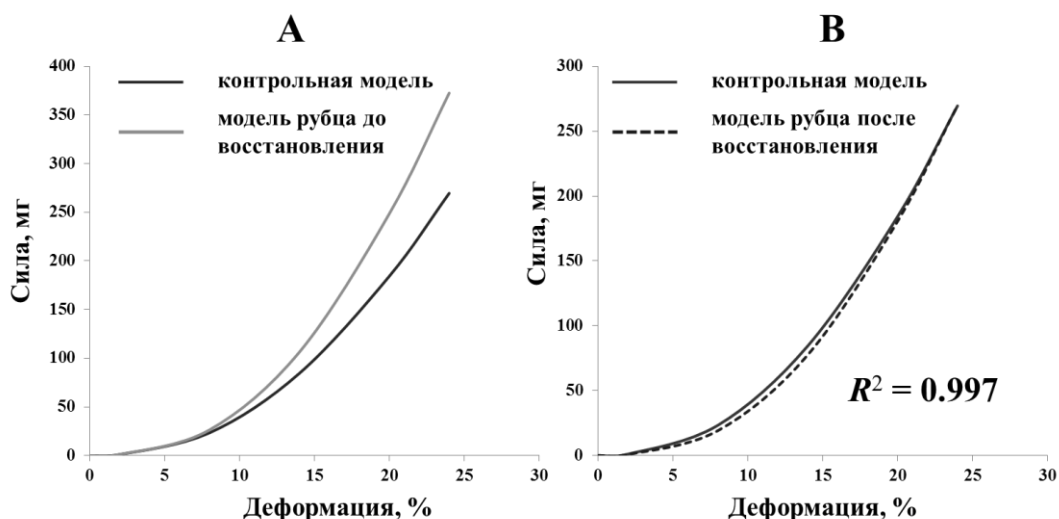 A
400
350
300
250
200
150
100
50
0
0 5 10 15 20 25 30
Сила, мг
Деформация, %
контрольная модель
модель рубца до
восстановления
B
300
250
200
150
100
50
0
0 5 10 15 20 25 30
Сила, мг
Деформация, %
контрольная модель
модель рубца после
восстановления
R² = 0.997